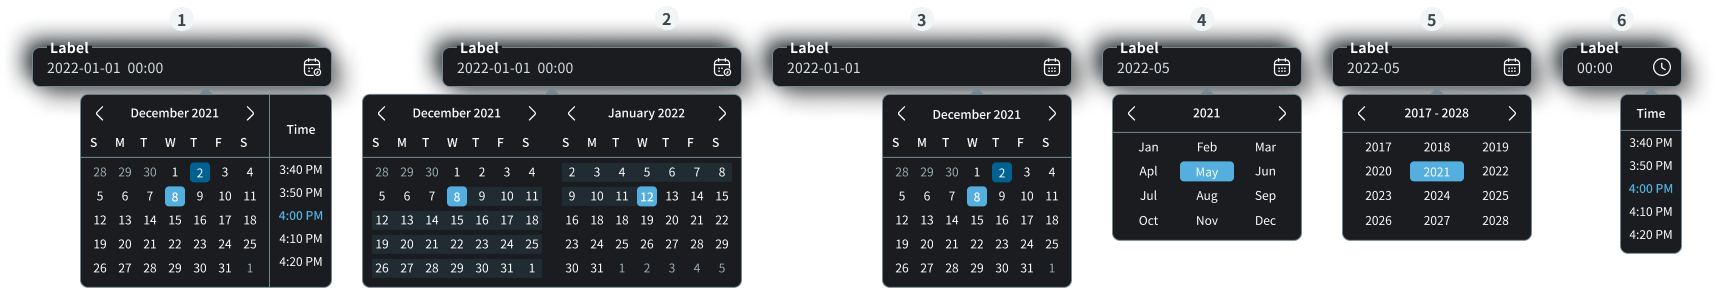 1
Label
2022-01-01 00:00
December 2021
S M T W T F S
28 29 30 1 2 3 4
5 6 7 8 9 10 11
12 13 14 15 16 17 18
19 20 21 22 23 24 25
26 27 28 29 30 31 1
Time
3:40 PM
3:50 PM
4:00 PM
4:10 PM
4:20 PM
2
Label
2022-01-01 00:00
December 2021
S M T W T F S
28 29 30 1 2 3 4
5 6 7 8 9 10 11
12 13 14 15 16 17 18
19 20 21 22 23 24 25
26 27 28 29 30 31 1
January 2022
S M T W T F S
2 3 4 5 6 7 8
9 10 11 12 13 14 15
16 17 18 19 20 21 22
23 24 25 26 27 28 29
30 31 1 2 3 4 5
3
Label
2022-01-01
December 2021
S M T W T F S
28 29 30 1 2 3 4
5 6 7 8 9 10 11
12 13 14 15 16 17 18
19 20 21 22 23 24 25
26 27 28 29 30 31 1
4
Label
2022-05
2021
Jan Feb Mar
Apl May Jun
Jul Aug Sep
Oct Nov Dec
5
Label
2022-05
2017 - 2028
2017 2018 2019
2020 2021 2022
2023 2024 2025
2026 2027 2028
6
Label
00:00
Time
3:40 PM
3:50 PM
4:00 PM
4:10 PM
4:20 PM